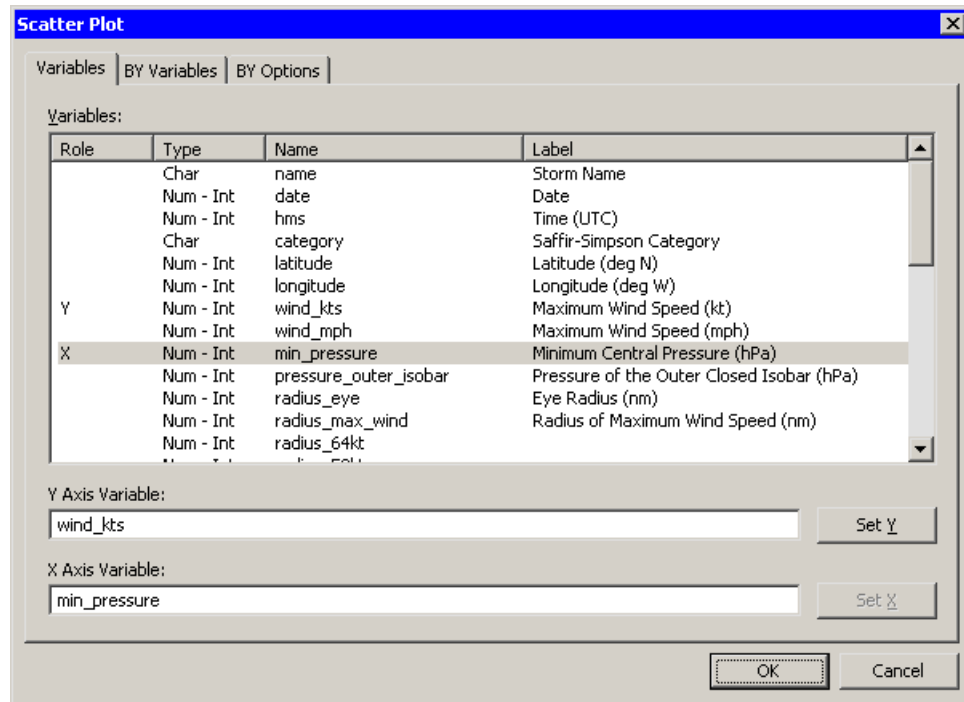 Scatter Plot
Variables BY Variables BY Options
Variables:
Role Type Name Label
Char name Storm Name
Num - Int date Date
Num - Int hms Time (UTC)
Char category Saffir-Simpson Category
Num - Int latitude Latitude (deg N)
Num - Int longitude Longitude (deg W)
Y Num - Int wind_kts Maximum Wind Speed (kt)
Num - Int wind_mph Maximum Wind Speed (mph)
X Num - Int min_pressure Minimum Central Pressure (hPa)
Num - Int pressure_outer_isobar Pressure of the Outer Closed Isobar (hPa)
Num - Int radius_eye Eye Radius (nm)
Num - Int radius_max_wind Radius of Maximum Wind Speed (nm)
Num - Int radius_64kt
Y Axis Variable:
wind_kts Set Y
X Axis Variable:
min_pressure Set X
OK Cancel